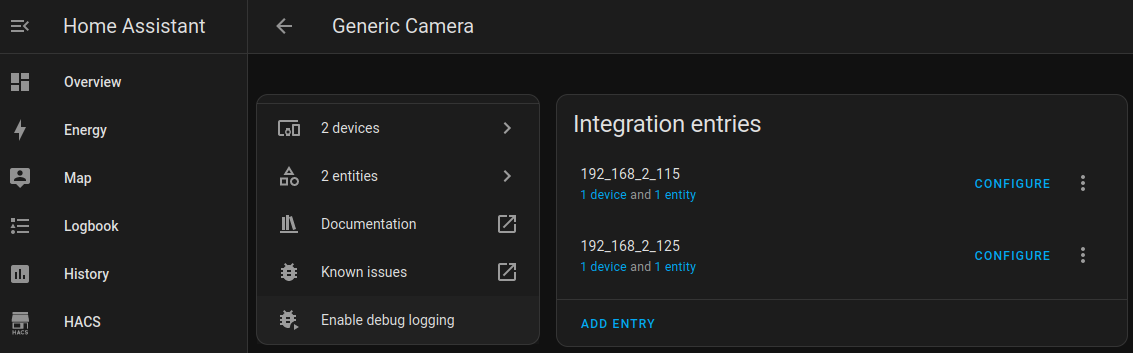 Home Assistant
Generic Camera
Overview
Energy
Map
Logbook
History
HACS
HACS
2 devices
2 entities
Documentation
Known issues
Enable debug logging
Integration entries
192_168_2_115
1 device and 1 entity
CONFIGURE
192_168_2_125
1 device and 1 entity
CONFIGURE
ADD ENTRY